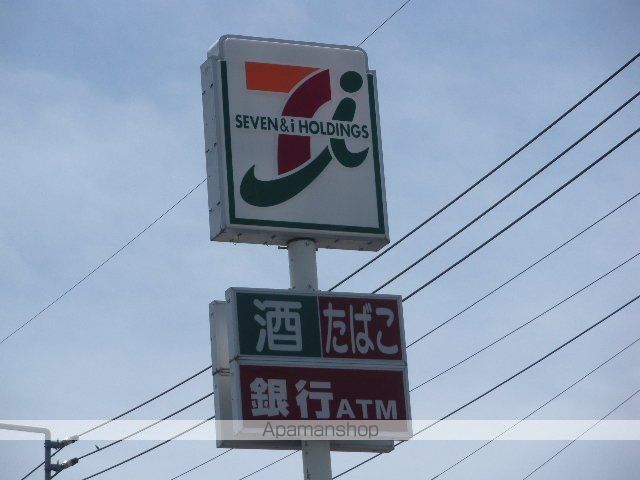 SEVEN&i HOLDINGS
酒 たばこ
銀行ATM
Apamanshop